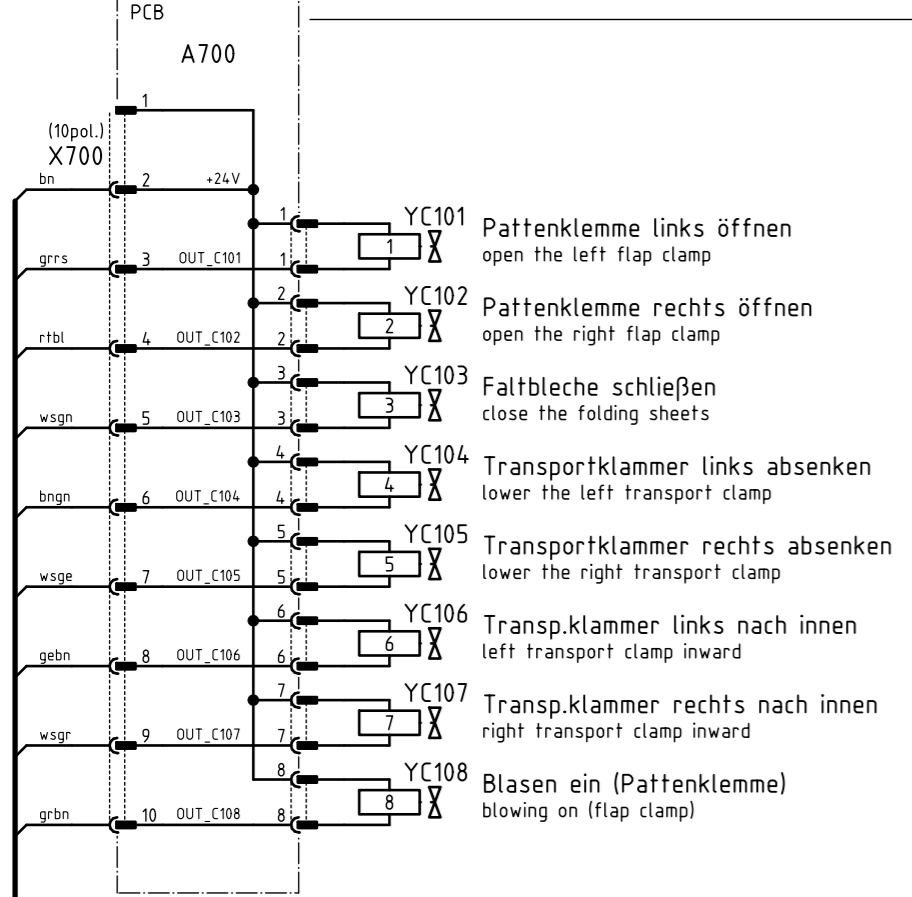 PCB
A700
1
(10pol.)
X700
bn 2 +24V
1 YC101 Pattenklemme links öffnen
1 open the left flap clamp
grrs 3 OUT_C101 1
2 YC102 Pattenklemme rechts öffnen
2 open the right flap clamp
rtbl 4 OUT_C102 2
3 YC103 Faltbleche schließen
3 close the folding sheets
wsgn 5 OUT_C103 3
4 YC104 Transportklammer links absenken
4 lower the left transport clamp
bngn 6 OUT_C104 4
5 YC105 Transportklammer rechts absenken
5 lower the right transport clamp
wsge 7 OUT_C105 5
6 YC106 Transp.klammer links nach innen
6 left transport clamp inward
gebn 8 OUT_C106 6
7 YC107 Transp.klammer rechts nach innen
7 right transport clamp inward
wsgr 9 OUT_C107 7
8 YC108 Blasen ein (Pattenklemme)
8 blowing on (flap clamp)
grbn 10 OUT_C108 8